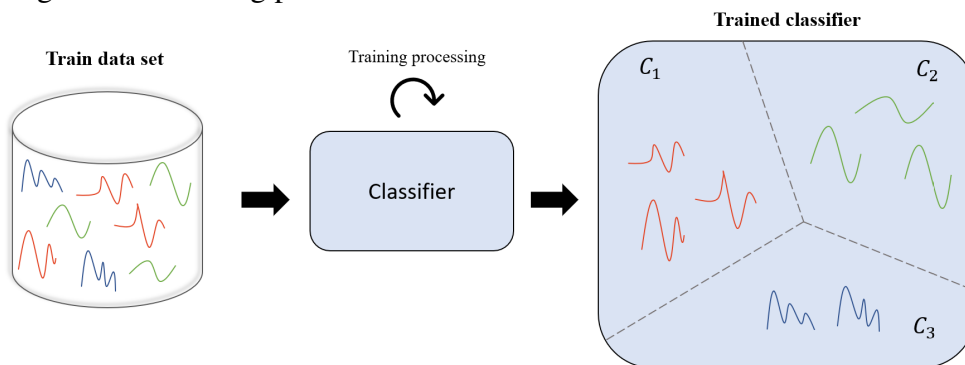 Trained classifier
Train data set
Training processing
Classifier
C₁
C₂
C₃